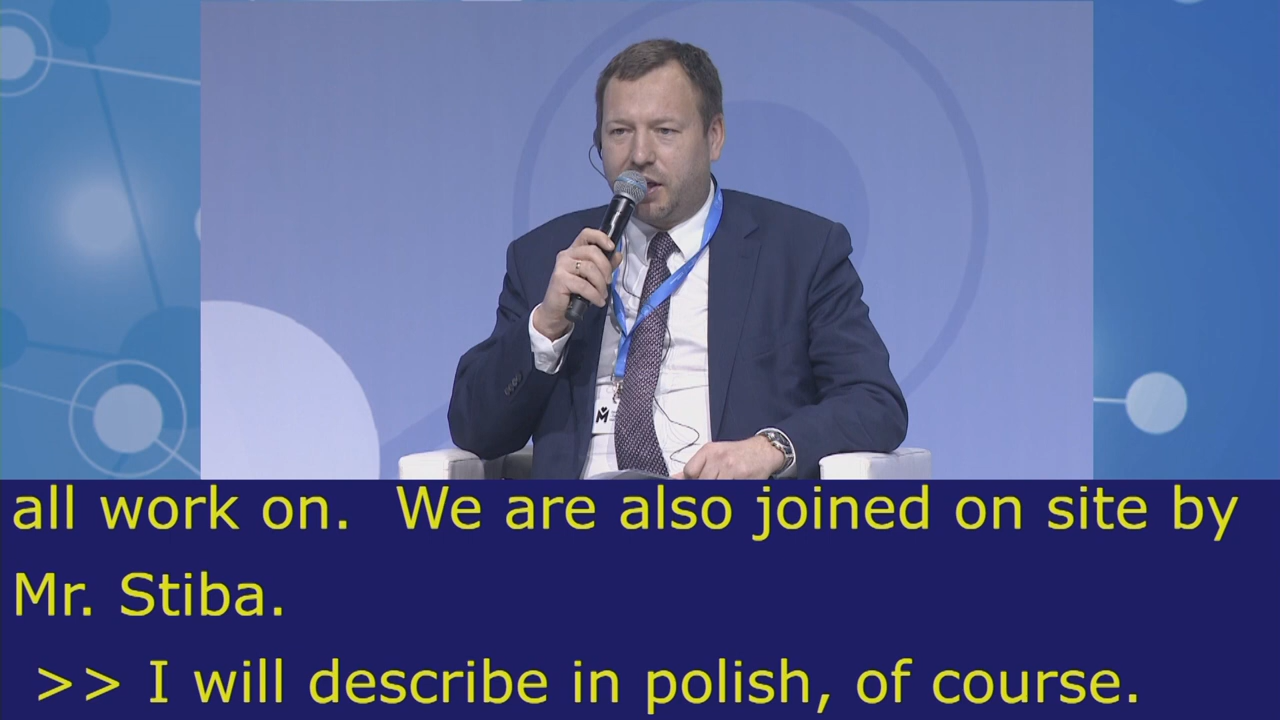 all work on.  We are also joined on site by
Mr. Stiba.
>> I will describe in polish, of course.